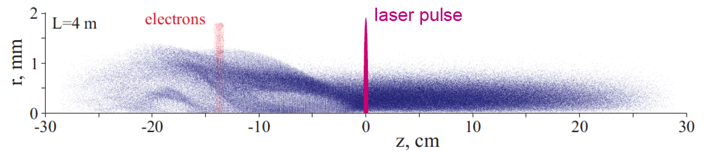 2
L=4 m
electrons
laser pulse
r, mm
1
0
-30
-20
-10
0
10
20
30
z, cm